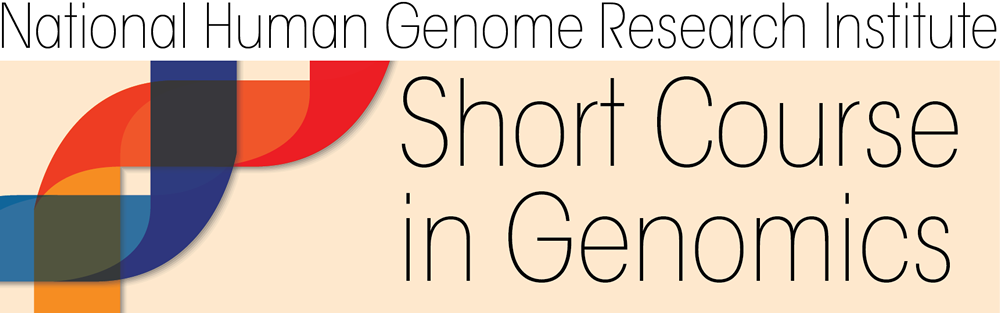 National Human Genome Research Institute
Short Course
in Genomics